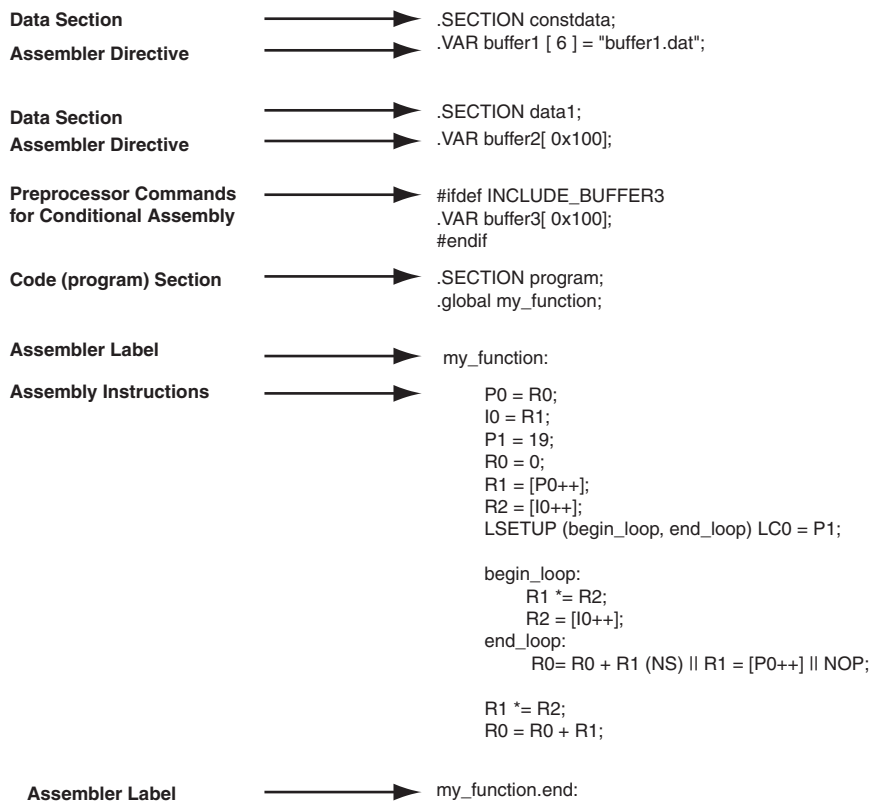 Data Section .SECTION constdata;
Assembler Directive .VAR buffer1 [ 6 ] = "buffer1.dat";
Data Section .SECTION data1;
Assembler Directive .VAR buffer2[ 0x100];
Preprocessor Commands #ifdef INCLUDE_BUFFER3
for Conditional Assembly .VAR buffer3[ 0x100];
#endif
Code (program) Section .SECTION program;
.global my_function;
Assembler Label my_function:
Assembly Instructions P0 = R0;
I0 = R1;
P1 = 19;
R0 = 0;
R1 = [P0++];
R2 = [I0++];
LSETUP (begin_loop, end_loop) LC0 = P1;
begin_loop:
R1 *= R2;
R2 = [I0++];
end_loop:
R0= R0 + R1 (NS) || R1 = [P0++] || NOP;
R1 *= R2;
R0 = R0 + R1;
Assembler Label my_function.end: